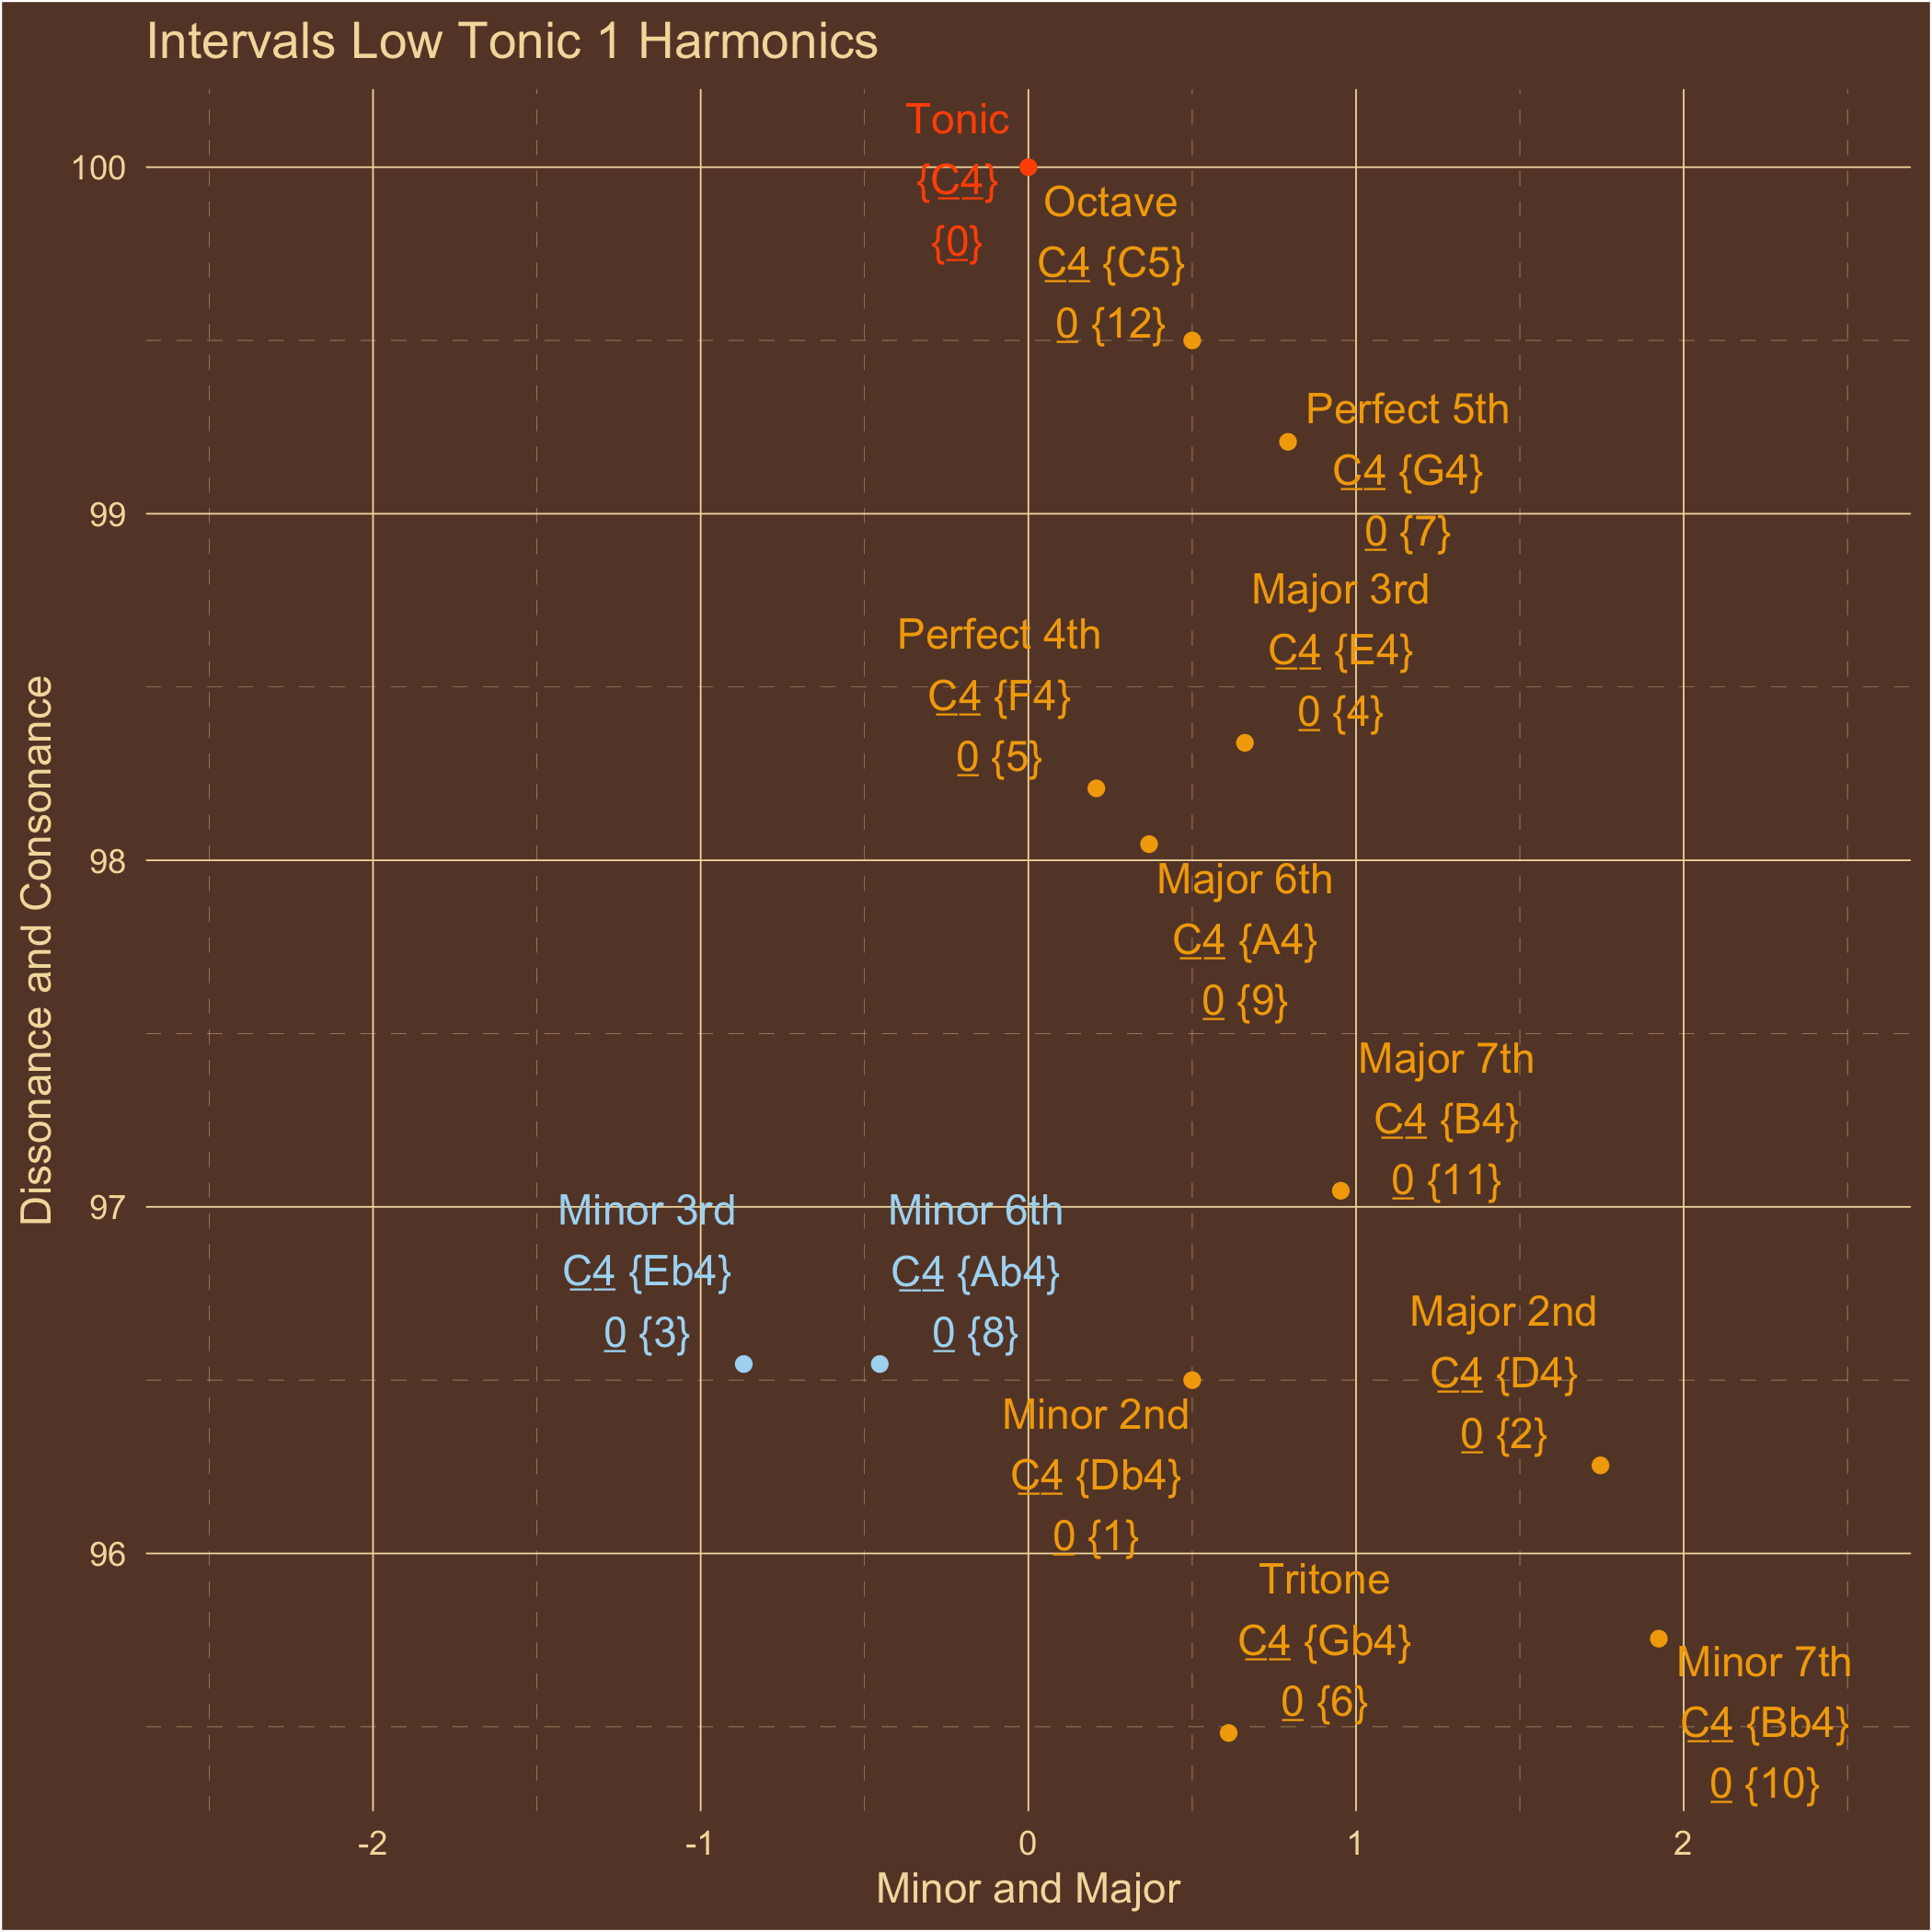 Intervals Low Tonic 1 Harmonics
Tonic
{C4}
{0}
Octave
C4 {C5}
0 {12}
Perfect 5th
C4 {G4}
0 {7}
Major 3rd
C4 {E4}
0 {4}
Perfect 4th
C4 {F4}
0 {5}
Major 6th
C4 {A4}
0 {9}
Major 7th
C4 {B4}
0 {11}
Minor 3rd
C4 {Eb4}
0 {3}
Minor 6th
C4 {Ab4}
0 {8}
Major 2nd
C4 {D4}
0 {2}
Minor 2nd
C4 {Db4}
0 {1}
Tritone
C4 {Gb4}
0 {6}
Minor 7th
C4 {Bb4}
0 {10}
100
99
98
97
96
Dissonance and Consonance
-2
-1
0
1
2
Minor and Major